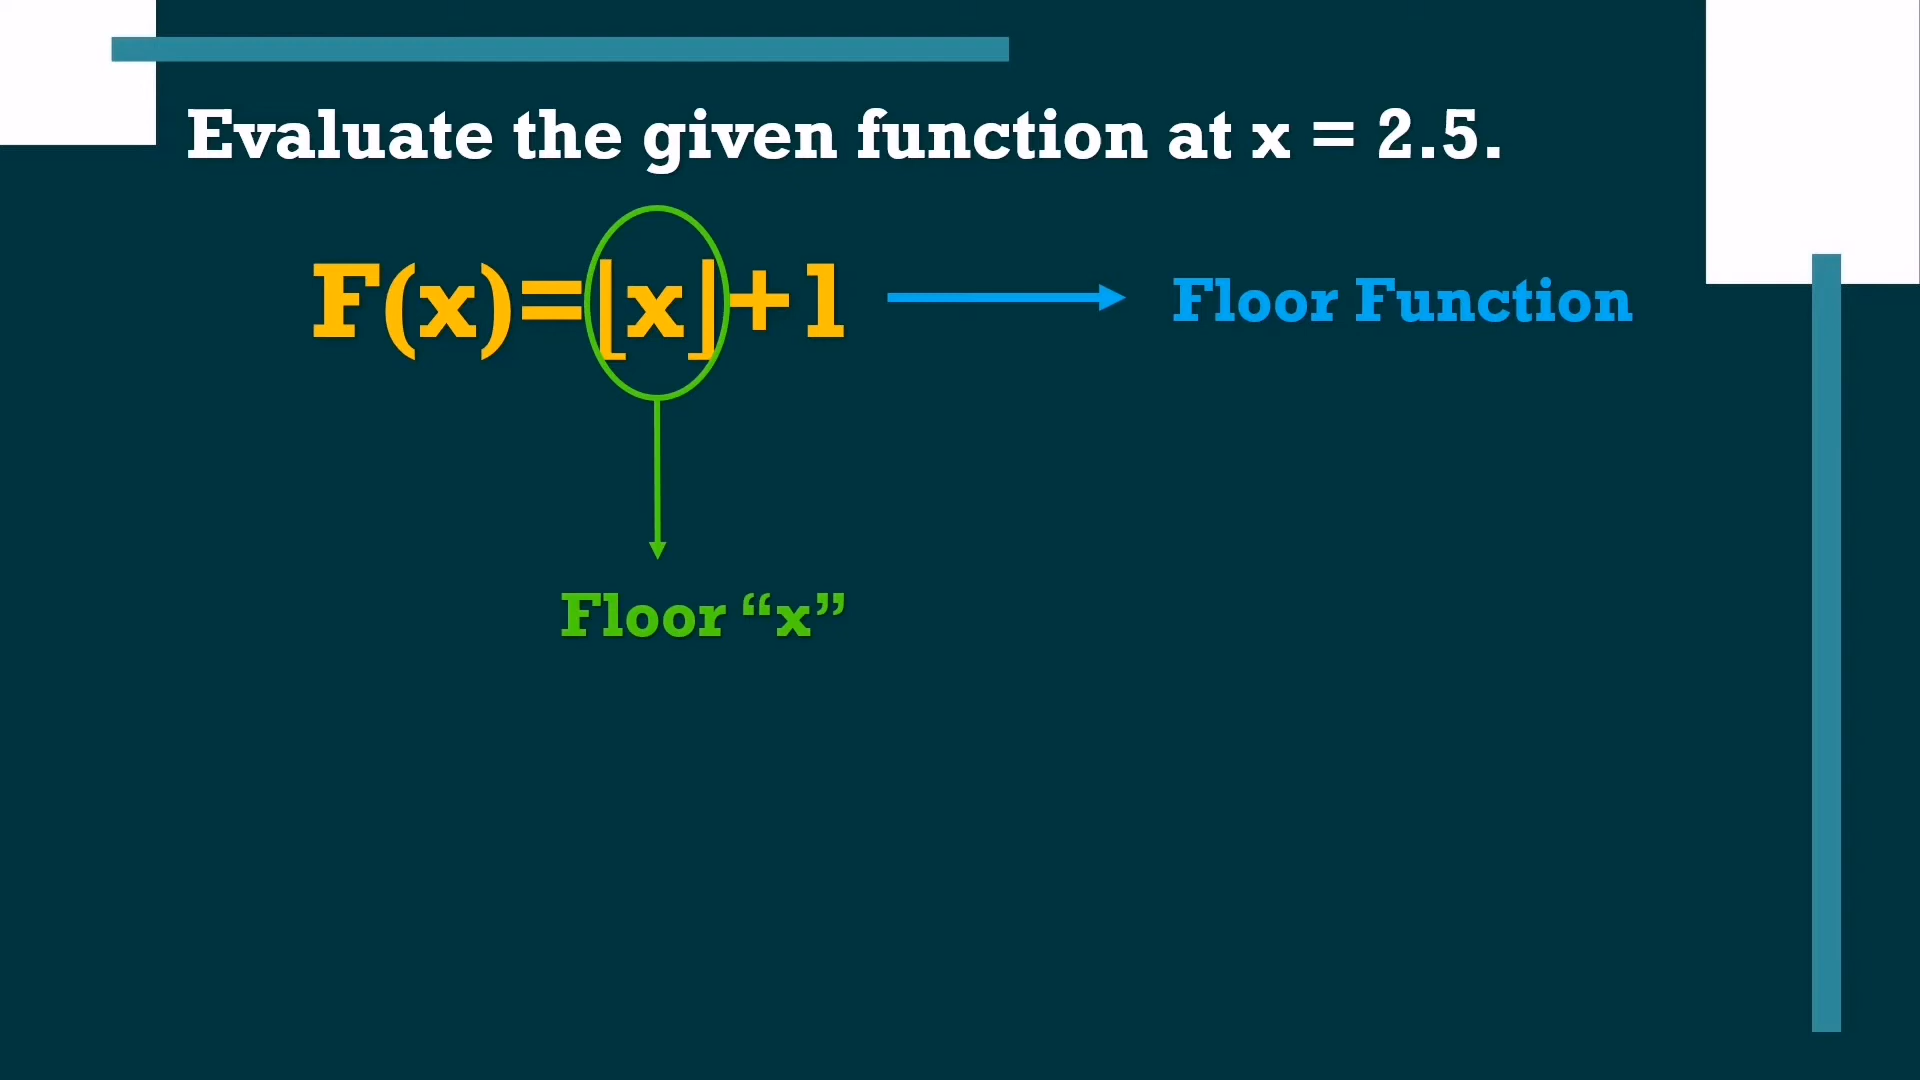 Evaluate the given function at x = 2.5.
F(x)=⌊x⌋+1
Floor Function
Floor “x”